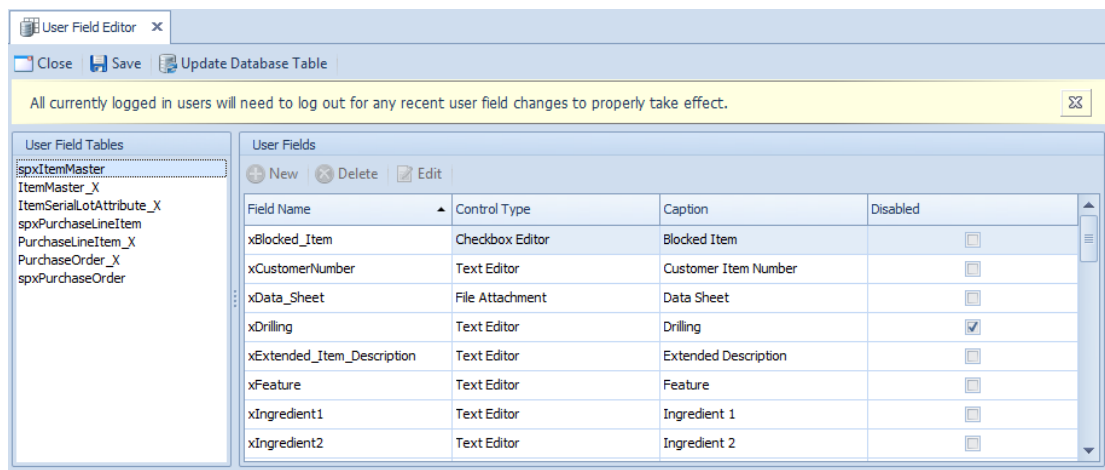 User Field Editor
Close Save Update Database Table
All currently logged in users will need to log out for any recent user field changes to properly take effect.
User Field Tables
spxItemMaster
ItemMaster_X
ItemSerialLotAttribute_X
spxPurchaseLineItem
PurchaseLineItem_X
PurchaseOrder_X
spxPurchaseOrder
User Fields
New Delete Edit
Field Name Control Type Caption Disabled
xBlocked_Item Checkbox Editor Blocked Item
xCustomerNumber Text Editor Customer Item Number
xData_Sheet File Attachment Data Sheet
xDrilling Text Editor Drilling
xExtended_Item_Description Text Editor Extended Description
xFeature Text Editor Feature
xIngredient1 Text Editor Ingredient 1
xIngredient2 Text Editor Ingredient 2